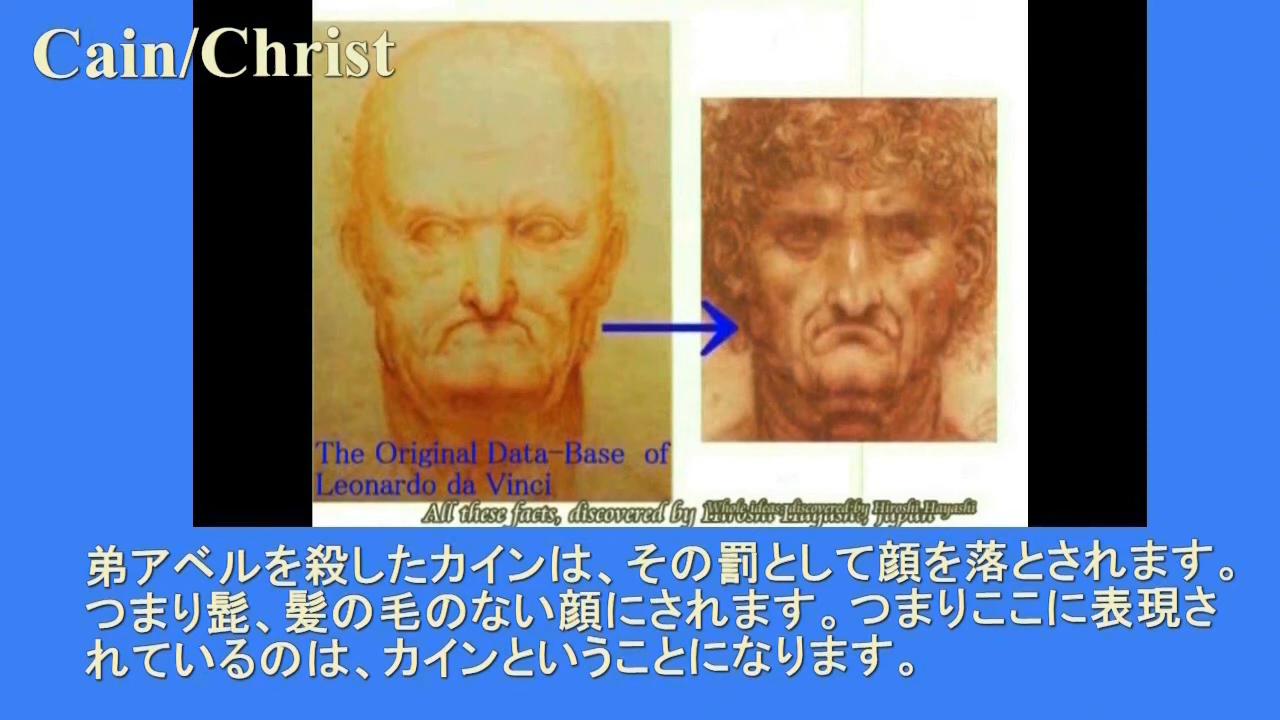 Cain/Christ
The Original Data-Base of
Leonardo da Vinci
All these facts, discovered by Hiroshi Hayashi, Japan
Whole ideas; discovered by Hiroshi Hayashi
弟アベルを殺したカインは、その罰として顔を落とされます。
つまり髭、髪の毛のない顔にされます。つまりここに表現さ
れているのは、カインということになります。